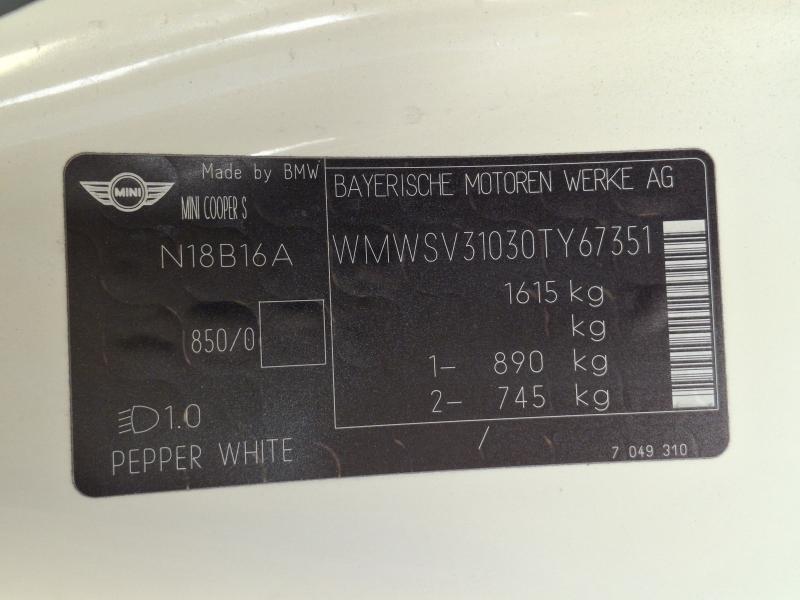 MINI
Made by BMW
MINI COOPER S
N18B16A
850/0
1.0
PEPPER WHITE
BAYERISCHE MOTOREN WERKE AG
WMWSV31030TY67351
1615 kg
kg
1- 890 kg
2- 745 kg
/
7 049 310